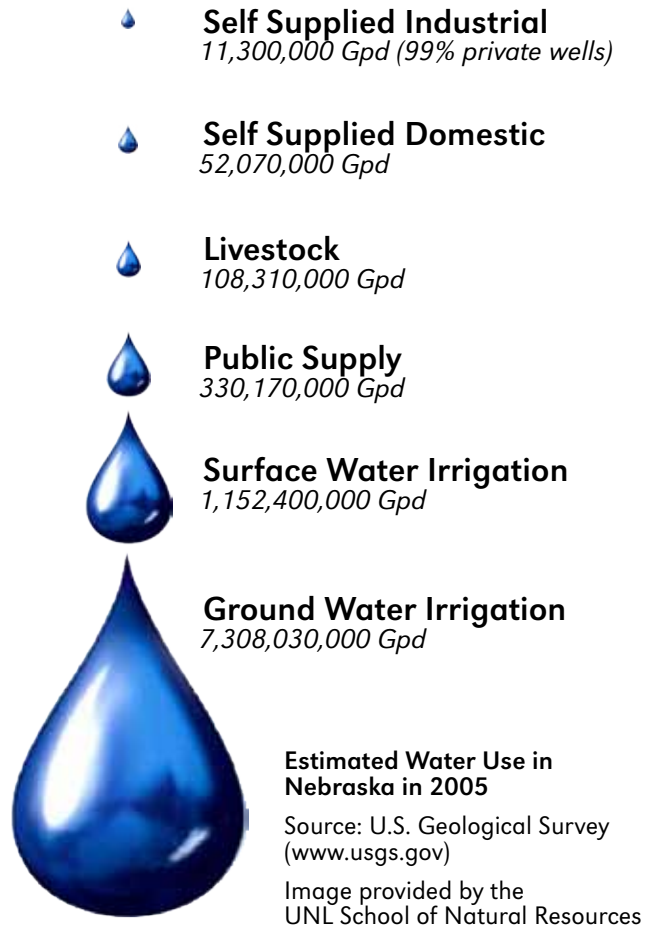 Self Supplied Industrial
11,300,000 Gpd (99% private wells)
Self Supplied Domestic
52,070,000 Gpd
Livestock
108,310,000 Gpd
Public Supply
330,170,000 Gpd
Surface Water Irrigation
1,152,400,000 Gpd
Ground Water Irrigation
7,308,030,000 Gpd
Estimated Water Use in
Nebraska in 2005
Source: U.S. Geological Survey
(www.usgs.gov)
Image provided by the
UNL School of Natural Resources